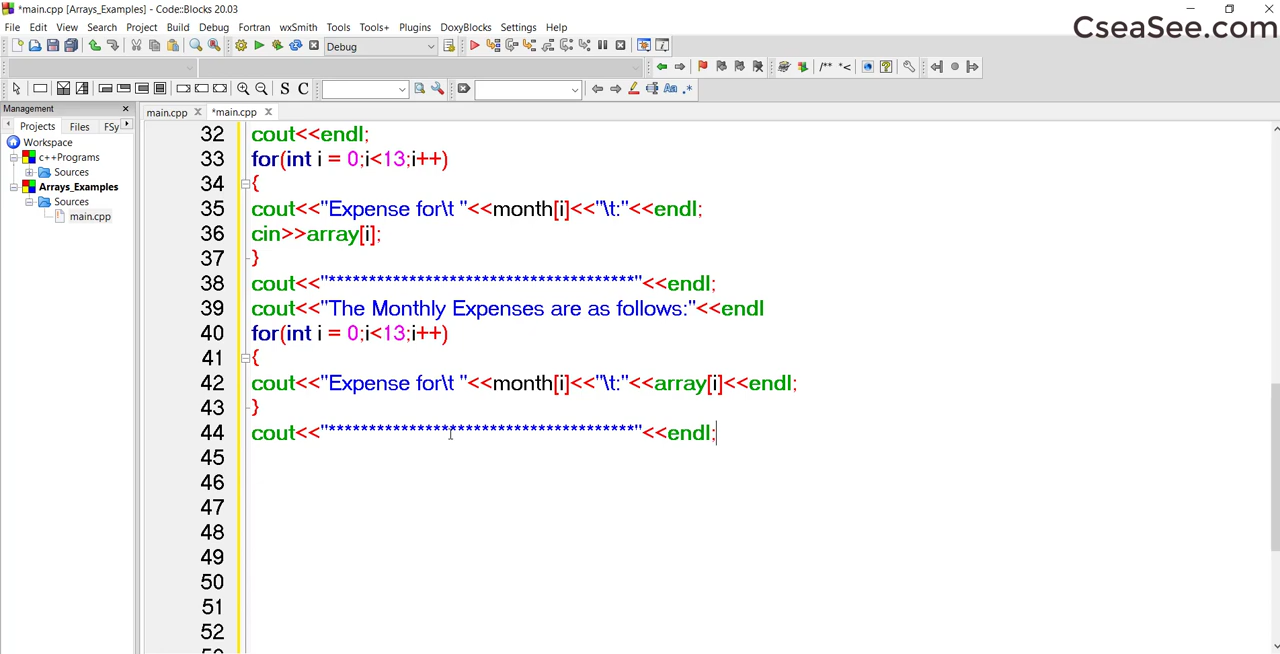 *main.cpp [Arrays_Examples] - Code::Blocks 20.03
CseaSee.com
File Edit View Search Project Build Debug Fortran wxSmith Tools Tools+ Plugins DoxyBlocks Settings Help
Debug
/** *<
S C
Aa .*
Management
Projects Files FSy
Workspace
c++Programs
Sources
Arrays_Examples
Sources
main.cpp
main.cpp *main.cpp
32 cout<<endl;
33 for(int i = 0;i<13;i++)
34 {
35 cout<<"Expense for\t "<<month[i]<<"\t:"<<endl;
36 cin>>array[i];
37 }
38 cout<<"**************************************"<<endl;
39 cout<<"The Monthly Expenses are as follows:"<<endl
40 for(int i = 0;i<13;i++)
41 {
42 cout<<"Expense for\t "<<month[i]<<"\t:"<<array[i]<<endl;
43 }
44 cout<<"**************************************"<<endl;
45
46
47
48
49
50
51
52